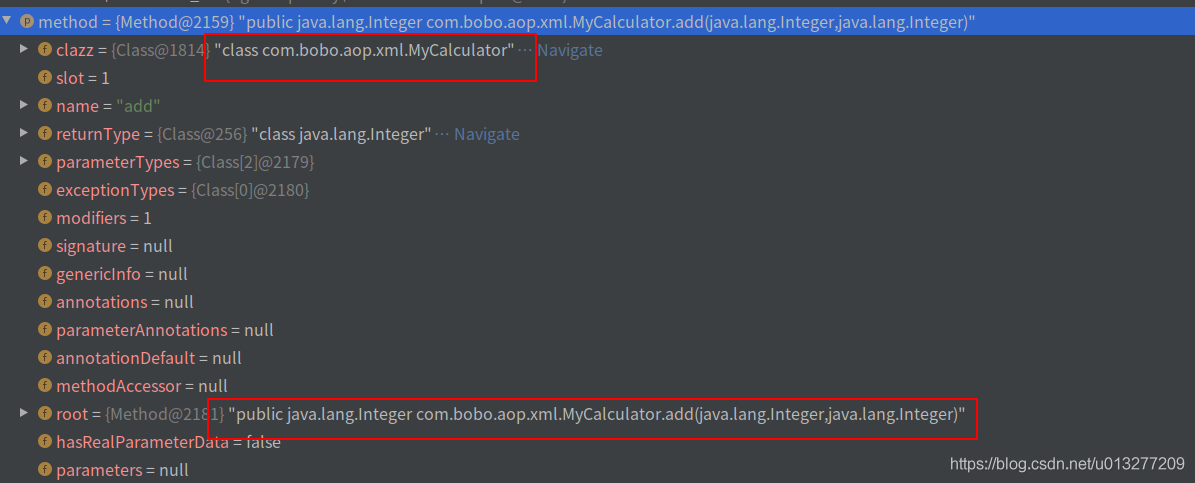 method = {Method@2159} "public java.lang.Integer com.bobo.aop.xml.MyCalculator.add(java.lang.Integer,java.lang.Integer)"
clazz = {Class@1814} "class com.bobo.aop.xml.MyCalculator" ... Navigate
slot = 1
name = "add"
returnType = {Class@256} "class java.lang.Integer" ... Navigate
parameterTypes = {Class[2]@2179}
exceptionTypes = {Class[0]@2180}
modifiers = 1
signature = null
genericInfo = null
annotations = null
parameterAnnotations = null
annotationDefault = null
methodAccessor = null
root = {Method@2181} "public java.lang.Integer com.bobo.aop.xml.MyCalculator.add(java.lang.Integer,java.lang.Integer)"
hasRealParameterData = false
parameters = null
https://blog.csdn.net/u013277209